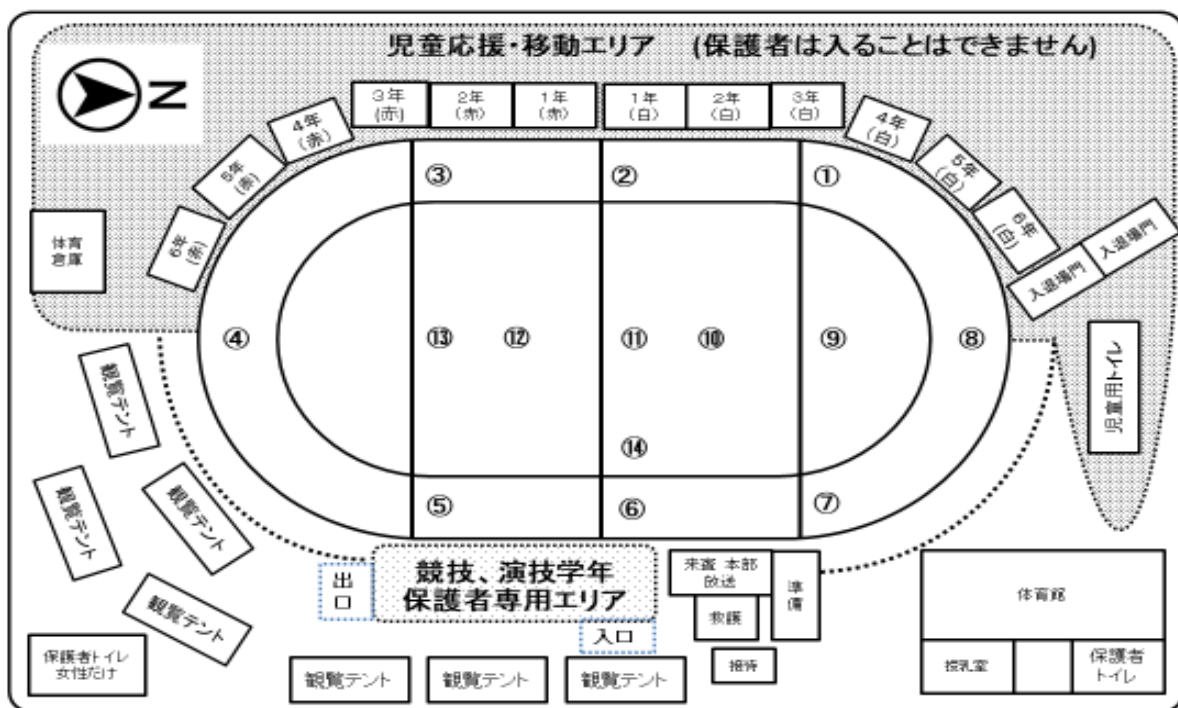 児童応援・移動エリア (保護者は入ることはできません)
N
3年
(赤)
2年
(赤)
1年
(赤)
1年
(白)
2年
(白)
3年
(白)
4年
(赤)
4年
(白)
5年
(赤)
5年
(白)
6年
(赤)
6年
(白)
入退場門
入退場門
体育
倉庫
③
②
①
④
⑬
⑫
⑪
⑩
⑨
⑧
⑭
⑤
⑥
⑦
児童用トイレ
観覧テント
観覧テント
観覧テント
観覧テント
出
口
競技、演技学年
保護者専用エリア
入口
来賓 本部
放送
準
備
救護
接待
体育館
授乳室
保護者
トイレ
保護者トイレ
女性だけ
観覧テント
観覧テント
観覧テント